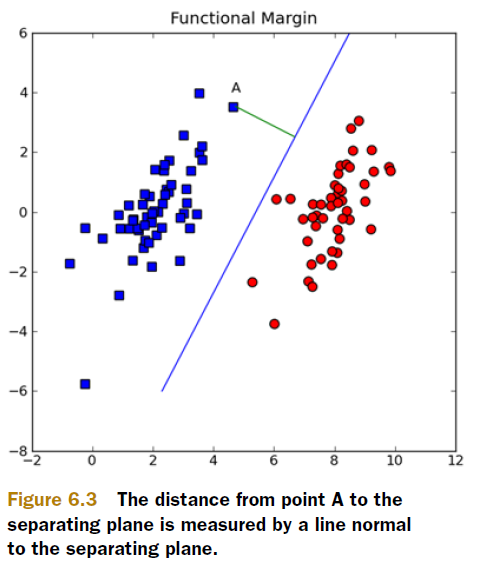 Functional Margin
6
4
2
0
−2
−4
−6
−8
A
−2 0 2 4 6 8 10 12
Figure 6.3 The distance from point A to the
separating plane is measured by a line normal
to the separating plane.